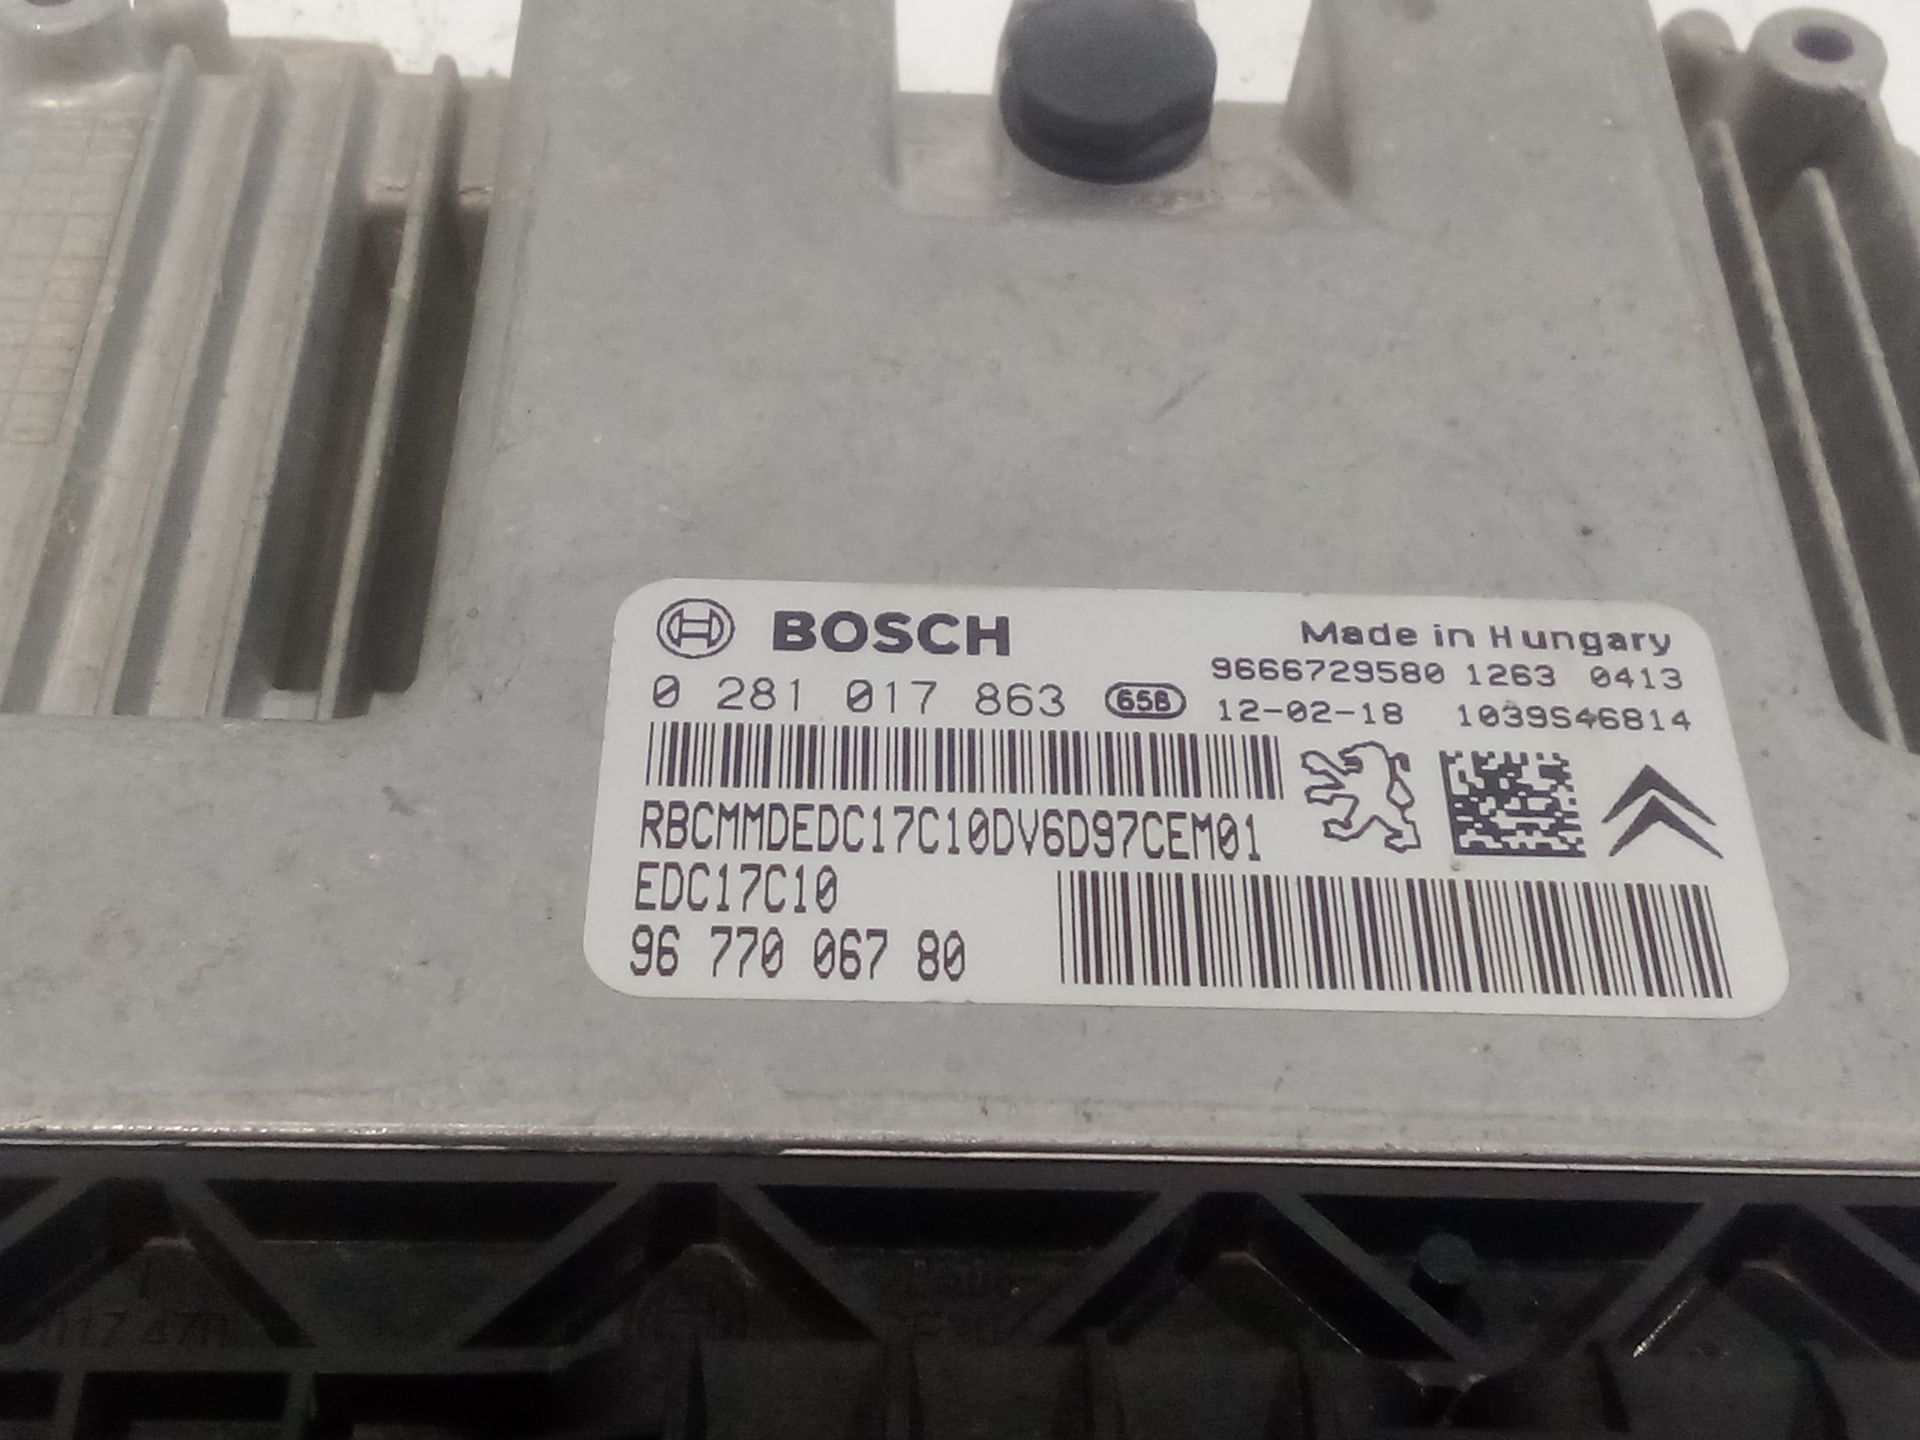 BOSCH
Made in Hungary
9666729580 1263 0413
0 281 017 863 65B 12-02-18 1039S46814
RBCMMDEDC17C10DV6D97CEM01
EDC17C10
96 770 067 80